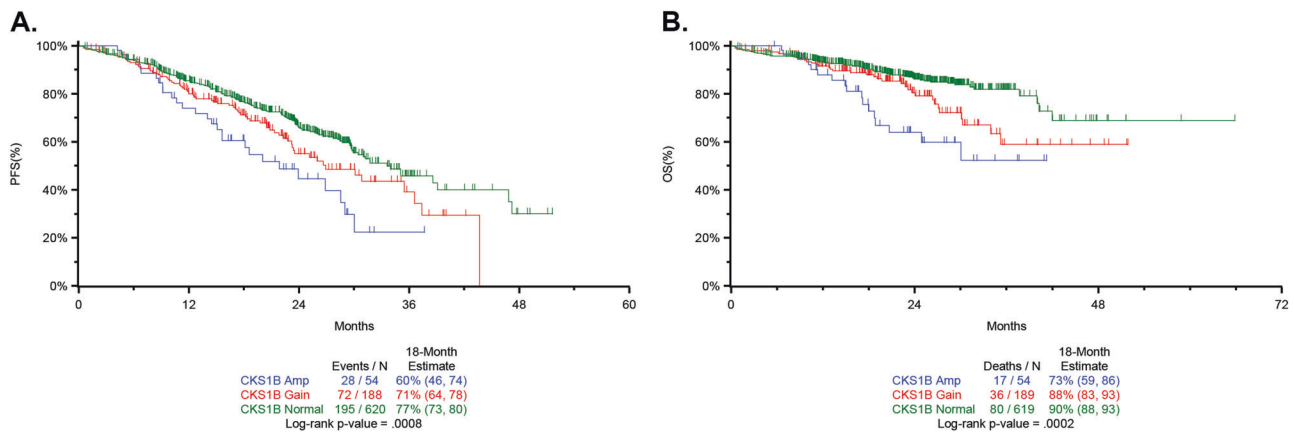 A.
100%
80%
60%
40%
20%
0%
PFS(%)
0 12 24 36 48 60
Months
18-Month
Events / N Estimate
CKS1B Amp 28 / 54 60% (46, 74)
CKS1B Gain 72 / 188 71% (64, 78)
CKS1B Normal 195 / 620 77% (73, 80)
Log-rank p-value = .0008
B.
100%
80%
60%
40%
20%
0%
OS(%)
0 24 48 72
Months
18-Month
Deaths / N Estimate
CKS1B Amp 17 / 54 73% (59, 86)
CKS1B Gain 36 / 189 88% (83, 93)
CKS1B Normal 80 / 619 90% (88, 93)
Log-rank p-value = .0002